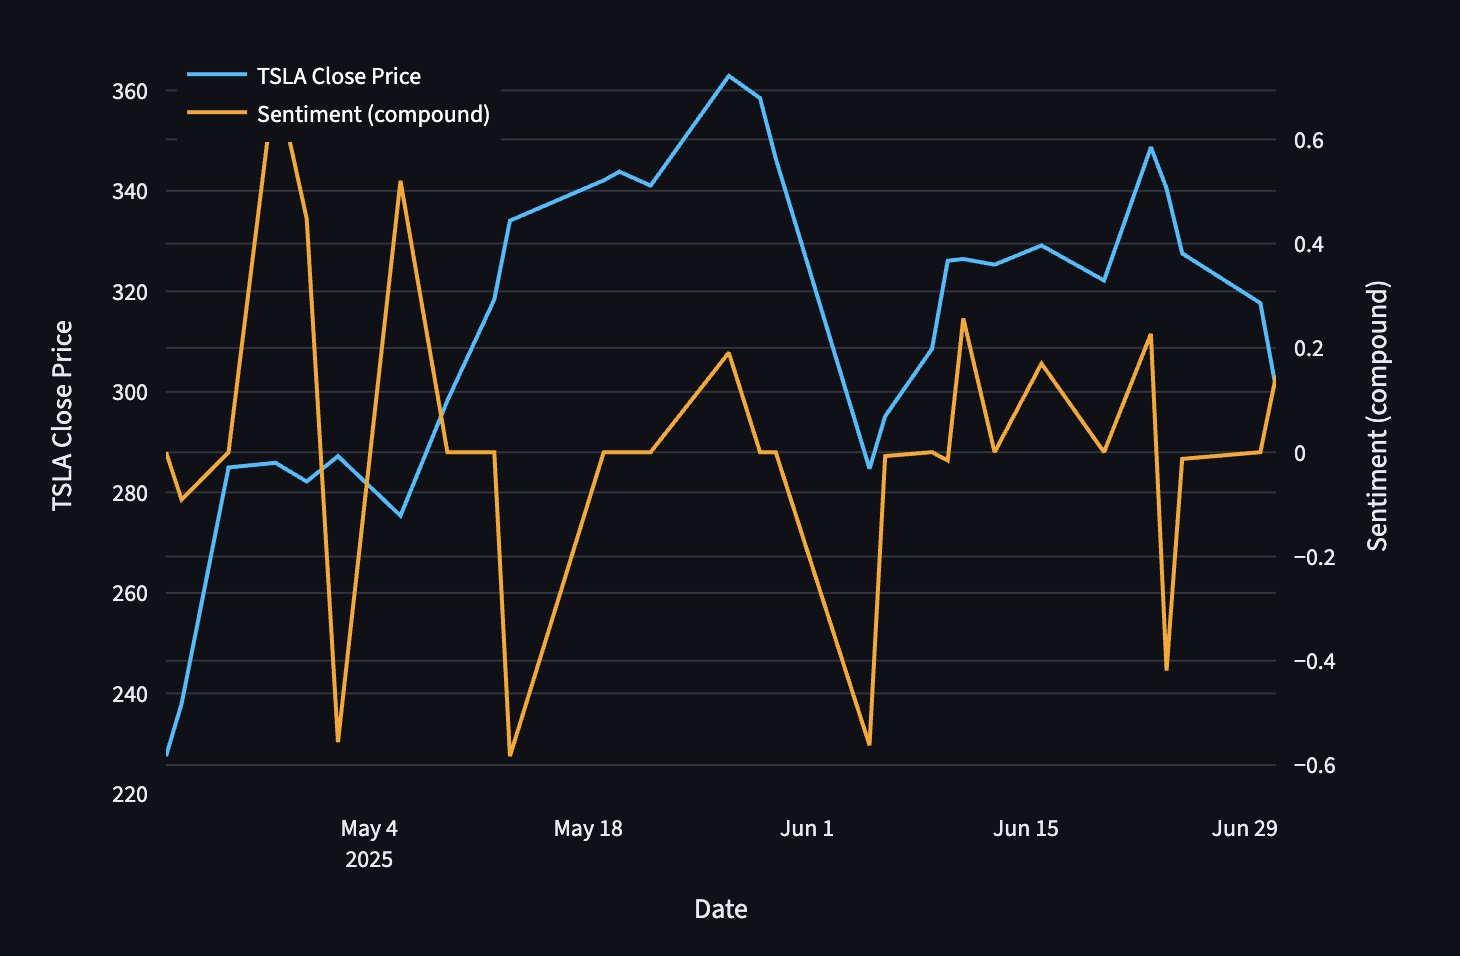 TSLA Close Price
Sentiment (compound)
360
340
320
300
280
260
240
220
TSLA Close Price
0.6
0.4
0.2
0
−0.2
−0.4
−0.6
Sentiment (compound)
May 4
2025
May 18
Jun 1
Jun 15
Jun 29
Date